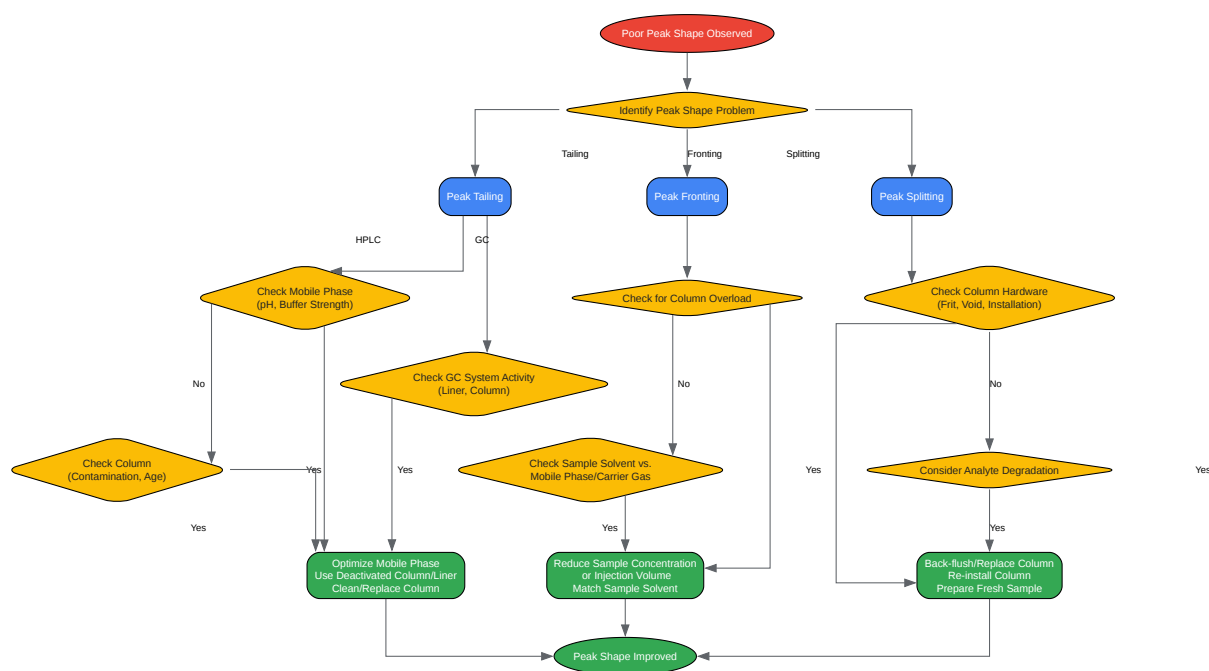 Poor Peak Shape Observed
Identify Peak Shape Problem
Tailing
Fronting
Splitting
Peak Tailing
Peak Fronting
Peak Splitting
HPLC
GC
Check Mobile Phase
(pH, Buffer Strength)
Check for Column Overload
Check Column Hardware
(Frit, Void, Installation)
No
Check GC System Activity
(Liner, Column)
No
No
Check Column
(Contamination, Age)
Yes
Yes
Check Sample Solvent vs.
Mobile Phase/Carrier Gas
Yes
Consider Analyte Degradation
Yes
Yes
Yes
Yes
Optimize Mobile Phase
Use Deactivated Column/Liner
Clean/Replace Column
Reduce Sample Concentration
or Injection Volume
Match Sample Solvent
Back-flush/Replace Column
Re-install Column
Prepare Fresh Sample
Peak Shape Improved